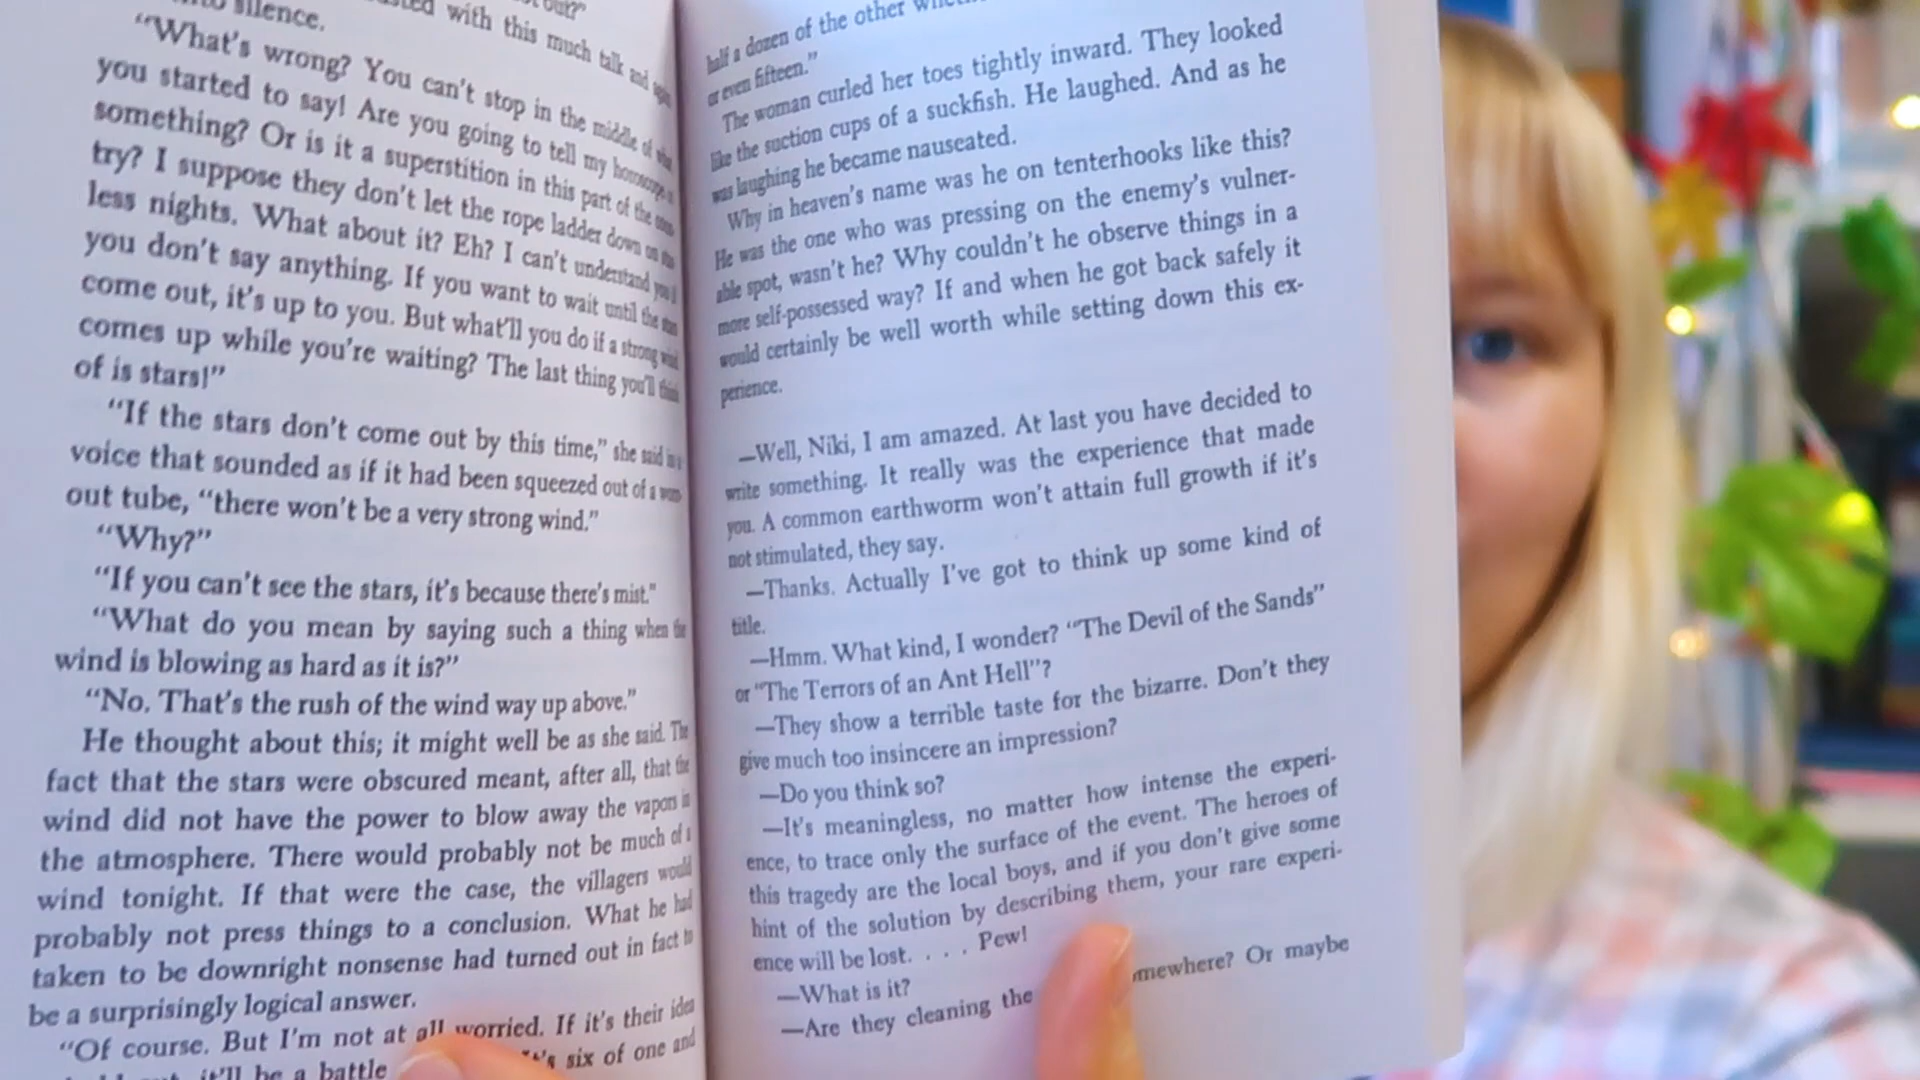 with this much talk and
silence.
"What's wrong? You can't stop in the middle of
you started to say! Are you going to tell my horoscope
something? Or is it a superstition in this part of the
try? I suppose they don't let the rope ladder down on
less nights. What about it? Eh? I can't understand
you don't say anything. If you want to wait until the
come out, it's up to you. But what'll you do if a strong
comes up while you're waiting? The last thing you'll
of is stars!"
"If the stars don't come out by this time," she said
voice that sounded as if it had been squeezed out of a
out tube, "there won't be a very strong wind."
"Why?"
"If you can't see the stars, it's because there's mist."
"What do you mean by saying such a thing when the
wind is blowing as hard as it is?"
"No. That's the rush of the wind way up above."
He thought about this; it might well be as she said. The
fact that the stars were obscured meant, after all, that the
wind did not have the power to blow away the vapors in
the atmosphere. There would probably not be much of a
wind tonight. If that were the case, the villagers would
probably not press things to a conclusion. What he had
taken to be downright nonsense had turned out in fact to
be a surprisingly logical answer.
"Of course. But I'm not at all worried. If it's their idea
it'll be a battle six of one and
half a dozen of the other
or even fifteen."
The woman curled her toes tightly inward. They looked
like the suction cups of a suckfish. He laughed. And as he
was laughing he became nauseated.
Why in heaven's name was he on tenterhooks like this?
He was the one who was pressing on the enemy's vulner-
able spot, wasn't he? Why couldn't he observe things in a
more self-possessed way? If and when he got back safely it
would certainly be well worth while setting down this ex-
perience.
—Well, Niki, I am amazed. At last you have decided to
write something. It really was the experience that made
you. A common earthworm won't attain full growth if it's
not stimulated, they say.
—Thanks. Actually I've got to think up some kind of
title.
—Hmm. What kind, I wonder? "The Devil of the Sands"
or "The Terrors of an Ant Hell"?
—They show a terrible taste for the bizarre. Don't they
give much too insincere an impression?
—Do you think so?
—It's meaningless, no matter how intense the experi-
ence, to trace only the surface of the event. The heroes of
this tragedy are the local boys, and if you don't give some
hint of the solution by describing them, your rare experi-
ence will be lost. . . . Pew!
—What is it?
—Are they cleaning the mewhere? Or maybe